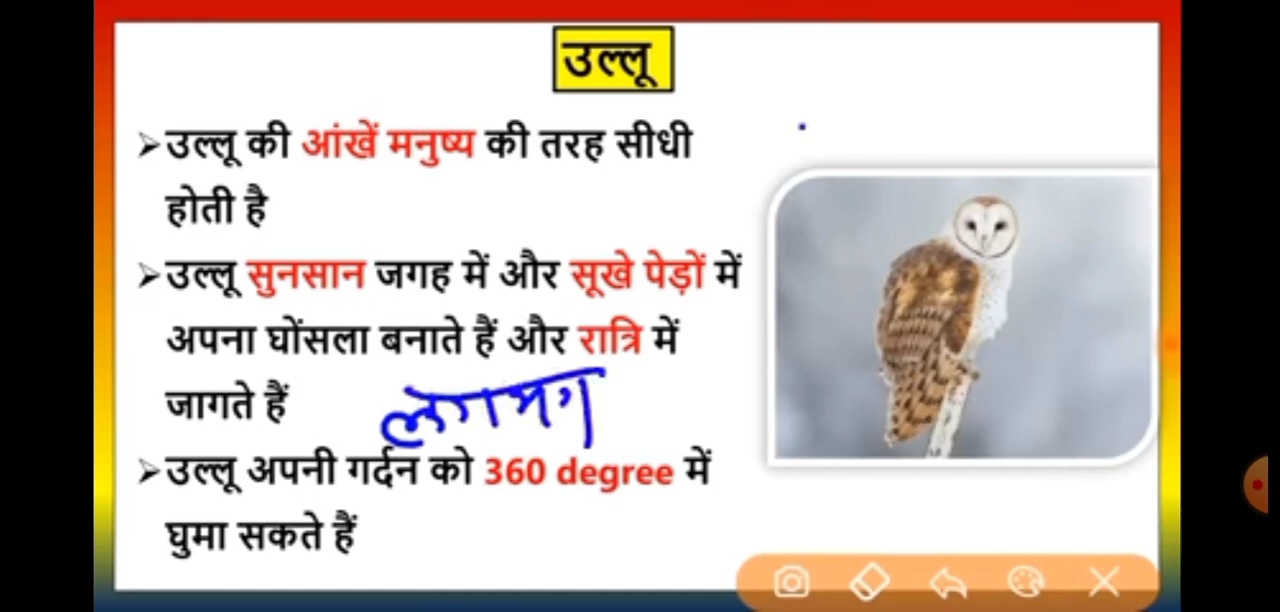 उल्लू
➢उल्लू की आंखें मनुष्य की तरह सीधी
होती है
➢उल्लू सुनसान जगह में और सूखे पेड़ों में
अपना घोंसला बनाते हैं और रात्रि में
जागते हैं
लगभग
➢उल्लू अपनी गर्दन को 360 degree में
घुमा सकते हैं